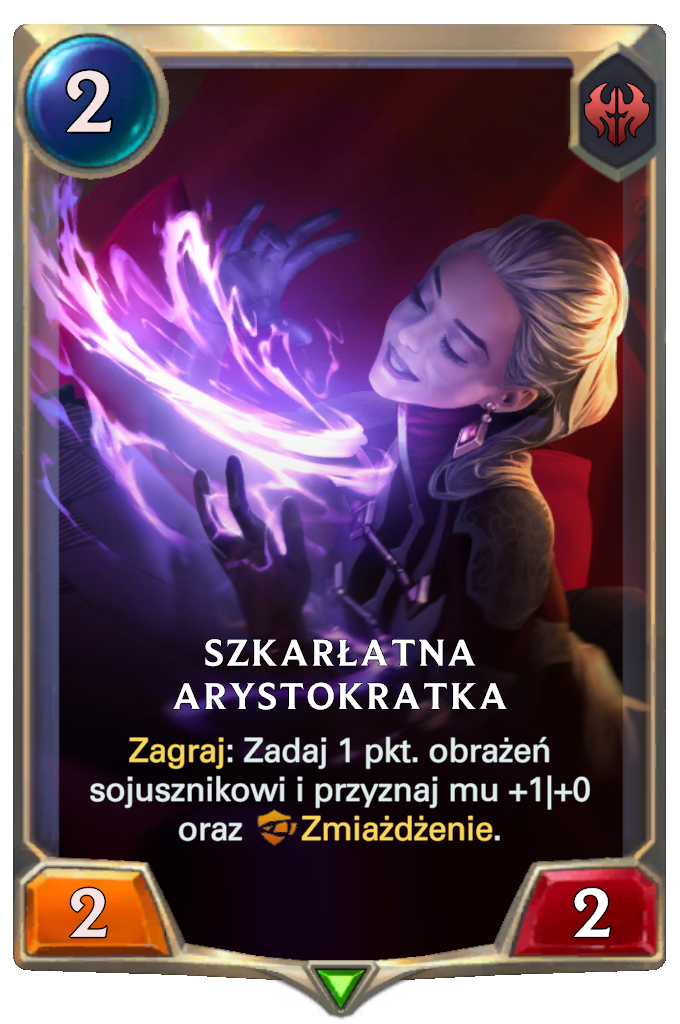 2
SZKARŁATNA
ARYSTOKRATKA
Zagraj: Zadaj 1 pkt. obrażeń
sojusznikowi i przyznaj mu +1|+0
oraz Zmiażdżenie.
2
2